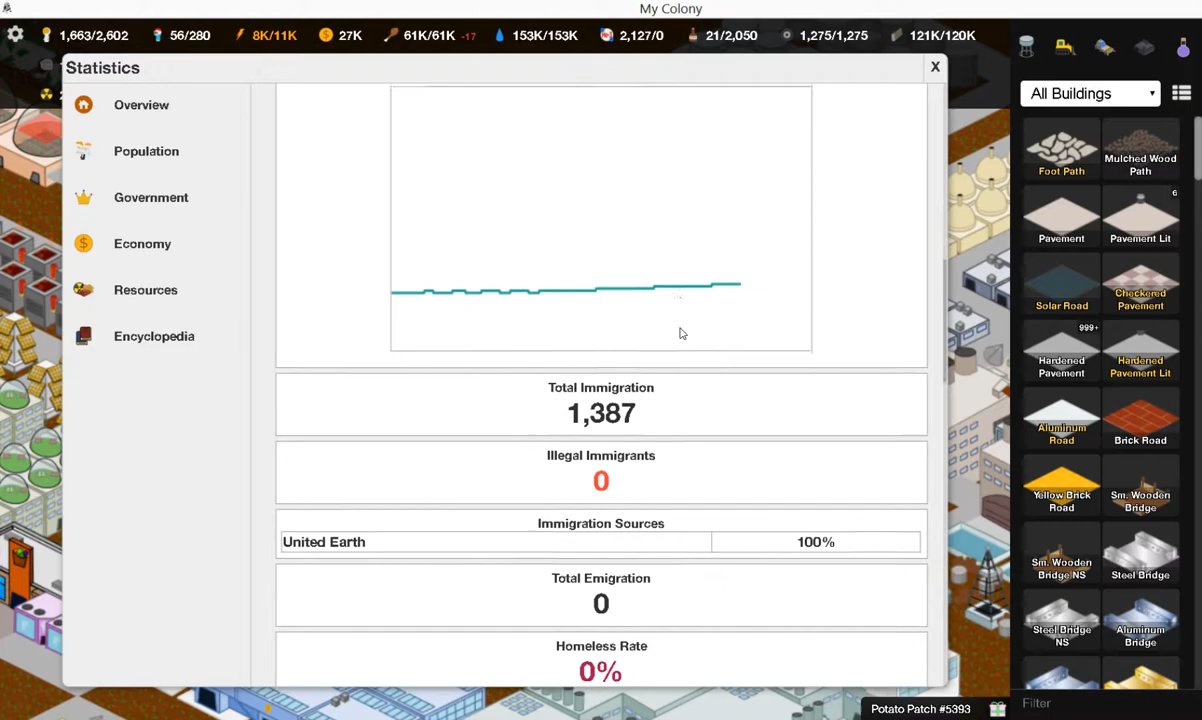 My Colony
1,663/2,602 56/280 8K/11K 27K 61K/61K -17 153K/153K 2,127/0 21/2,050 1,275/1,275 121K/120K
Statistics
X
Overview
Population
Government
Economy
Resources
Encyclopedia
Total Immigration
1,387
Illegal Immigrants
0
Immigration Sources
United Earth 100%
Total Emigration
0
Homeless Rate
0%
All Buildings
Foot Path
Mulched Wood
Path
Pavement
6
Pavement Lit
Solar Road
Checkered
Pavement
999+
Hardened
Pavement
Hardened
Pavement Lit
Aluminum
Road
Brick Road
Yellow Brick
Road
Sm. Wooden
Bridge
Sm. Wooden
Bridge NS
Steel Bridge
Steel Bridge
NS
Aluminum
Bridge
Filter
Potato Patch #5393